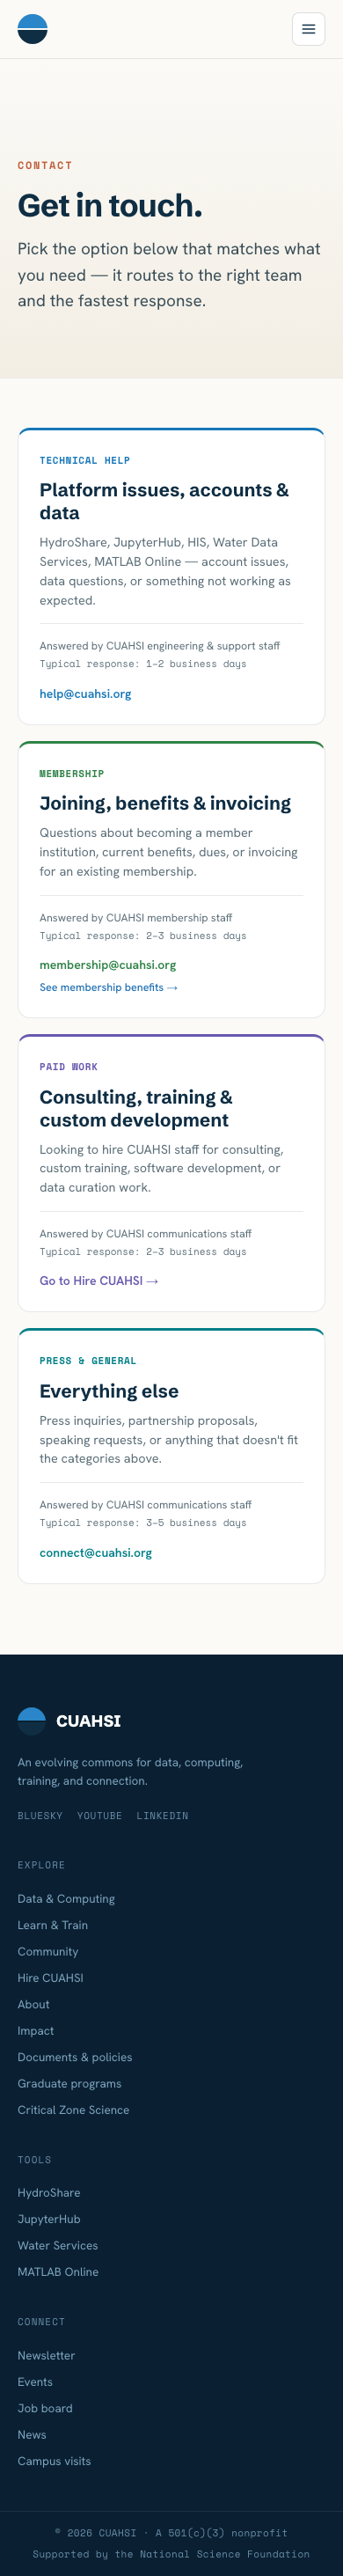 CONTACT
Get in touch.
Pick the option below that matches what
you need — it routes to the right team
and the fastest response.
TECHNICAL HELP
Platform issues, accounts &
data
HydroShare, JupyterHub, HIS, Water Data
Services, MATLAB Online — account issues,
data questions, or something not working as
expected.
Answered by CUAHSI engineering & support staff
Typical response: 1–2 business days
help@cuahsi.org
MEMBERSHIP
Joining, benefits & invoicing
Questions about becoming a member
institution, current benefits, dues, or invoicing
for an existing membership.
Answered by CUAHSI membership staff
Typical response: 2–3 business days
membership@cuahsi.org
See membership benefits →
PAID WORK
Consulting, training &
custom development
Looking to hire CUAHSI staff for consulting,
custom training, software development, or
data curation work.
Answered by CUAHSI communications staff
Typical response: 2–3 business days
Go to Hire CUAHSI →
PRESS & GENERAL
Everything else
Press inquiries, partnership proposals,
speaking requests, or anything that doesn't fit
the categories above.
Answered by CUAHSI communications staff
Typical response: 3–5 business days
connect@cuahsi.org
CUAHSI
An evolving commons for data, computing,
training, and connection.
BLUESKY YOUTUBE LINKEDIN
EXPLORE
Data & Computing
Learn & Train
Community
Hire CUAHSI
About
Impact
Documents & policies
Graduate programs
Critical Zone Science
TOOLS
HydroShare
JupyterHub
Water Services
MATLAB Online
CONNECT
Newsletter
Events
Job board
News
Campus visits
© 2026 CUAHSI · A 501(c)(3) nonprofit
Supported by the National Science Foundation